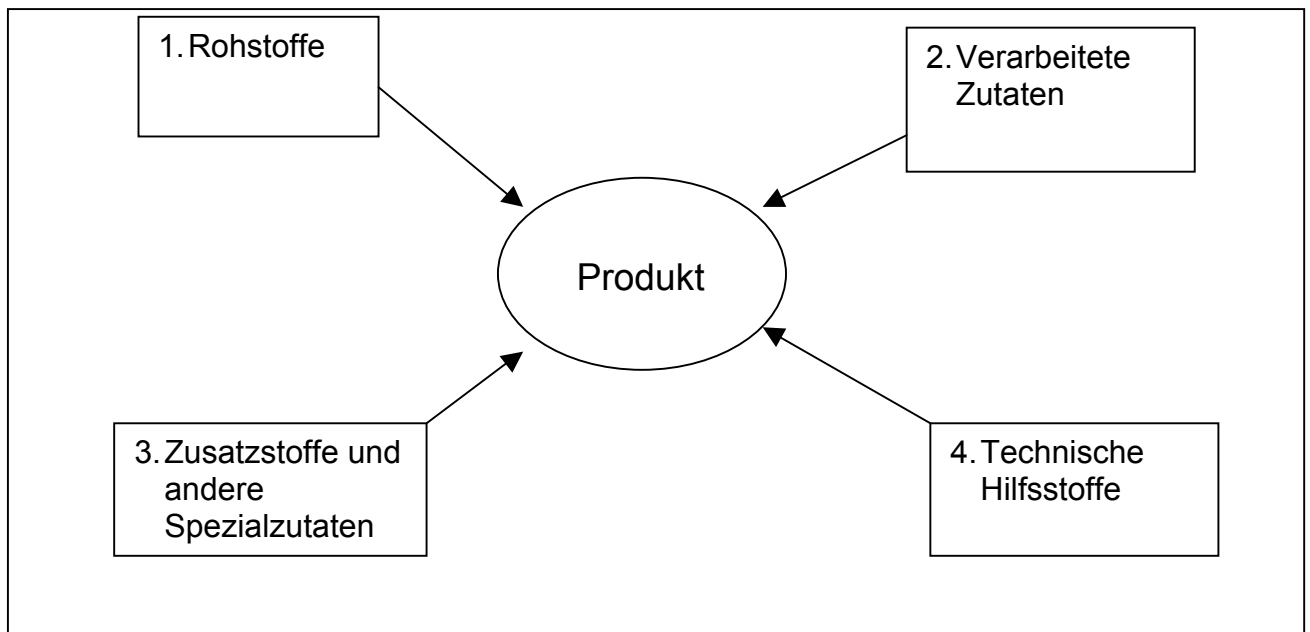 1. Rohstoffe
2. Verarbeitete
Zutaten
Produkt
3. Zusatzstoffe und
andere
Spezialzutaten
4. Technische
Hilfsstoffe